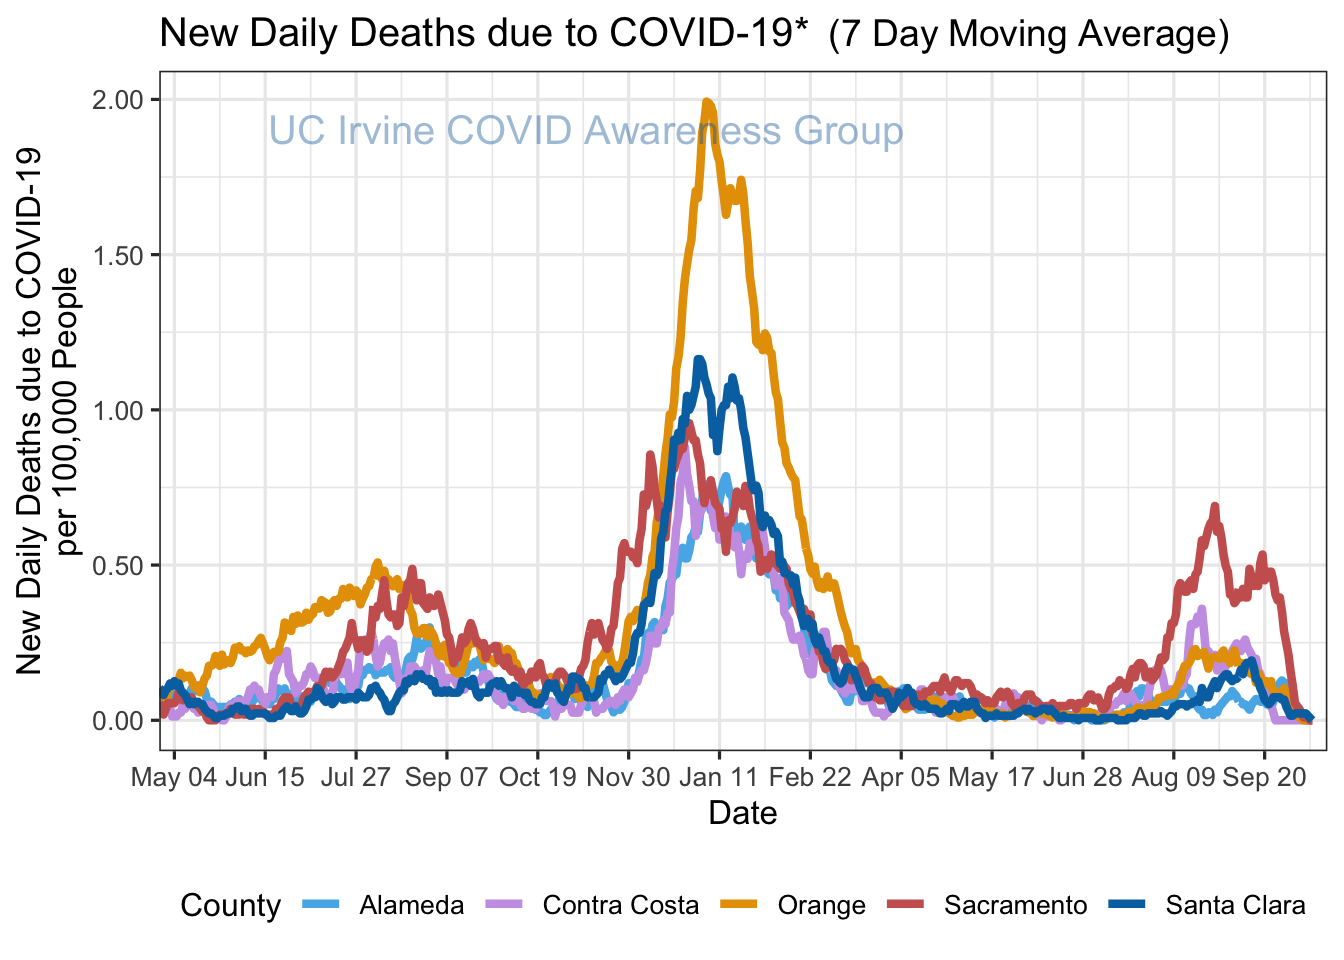 New Daily Deaths due to COVID-19* (7 Day Moving Average)
UC Irvine COVID Awareness Group
New Daily Deaths due to COVID-19
per 100,000 People
2.00
1.50
1.00
0.50
0.00
May 04 Jun 15 Jul 27 Sep 07 Oct 19 Nov 30 Jan 11 Feb 22 Apr 05 May 17 Jun 28 Aug 09 Sep 20
Date
County Alameda Contra Costa Orange Sacramento Santa Clara